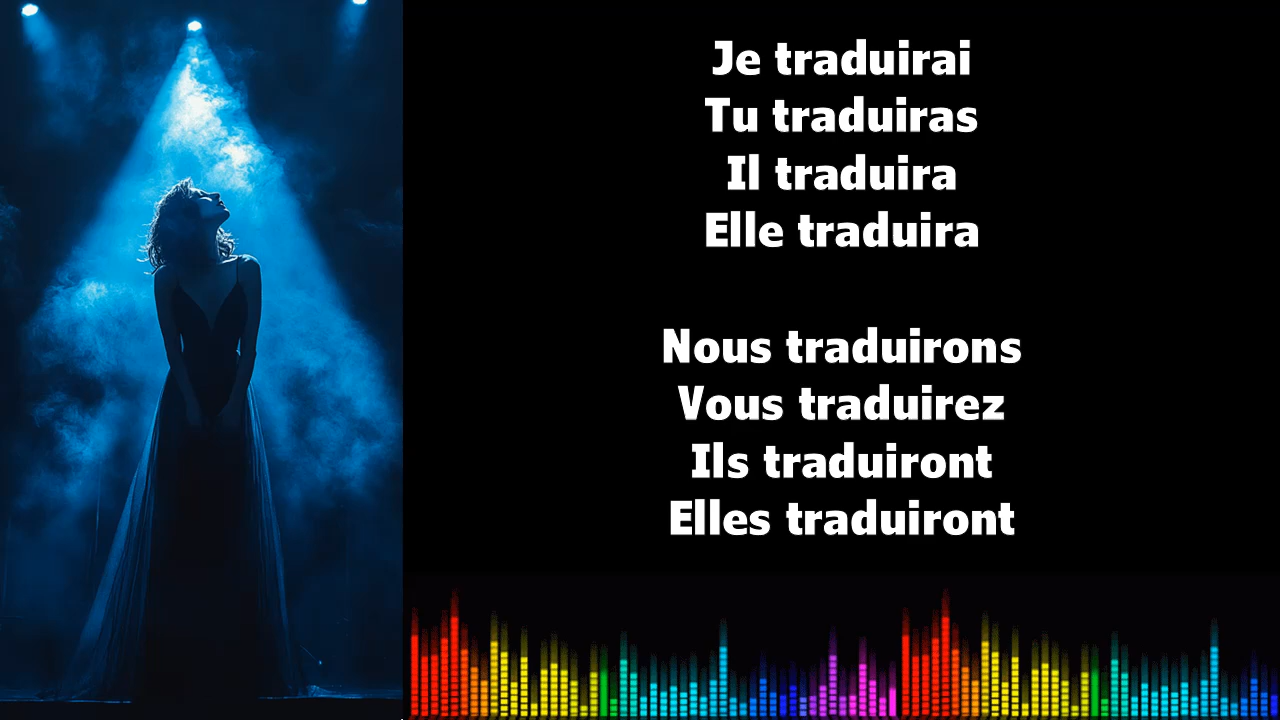 Je traduirai
Tu traduiras
Il traduira
Elle traduira
Nous traduirons
Vous traduirez
Ils traduiront
Elles traduiront